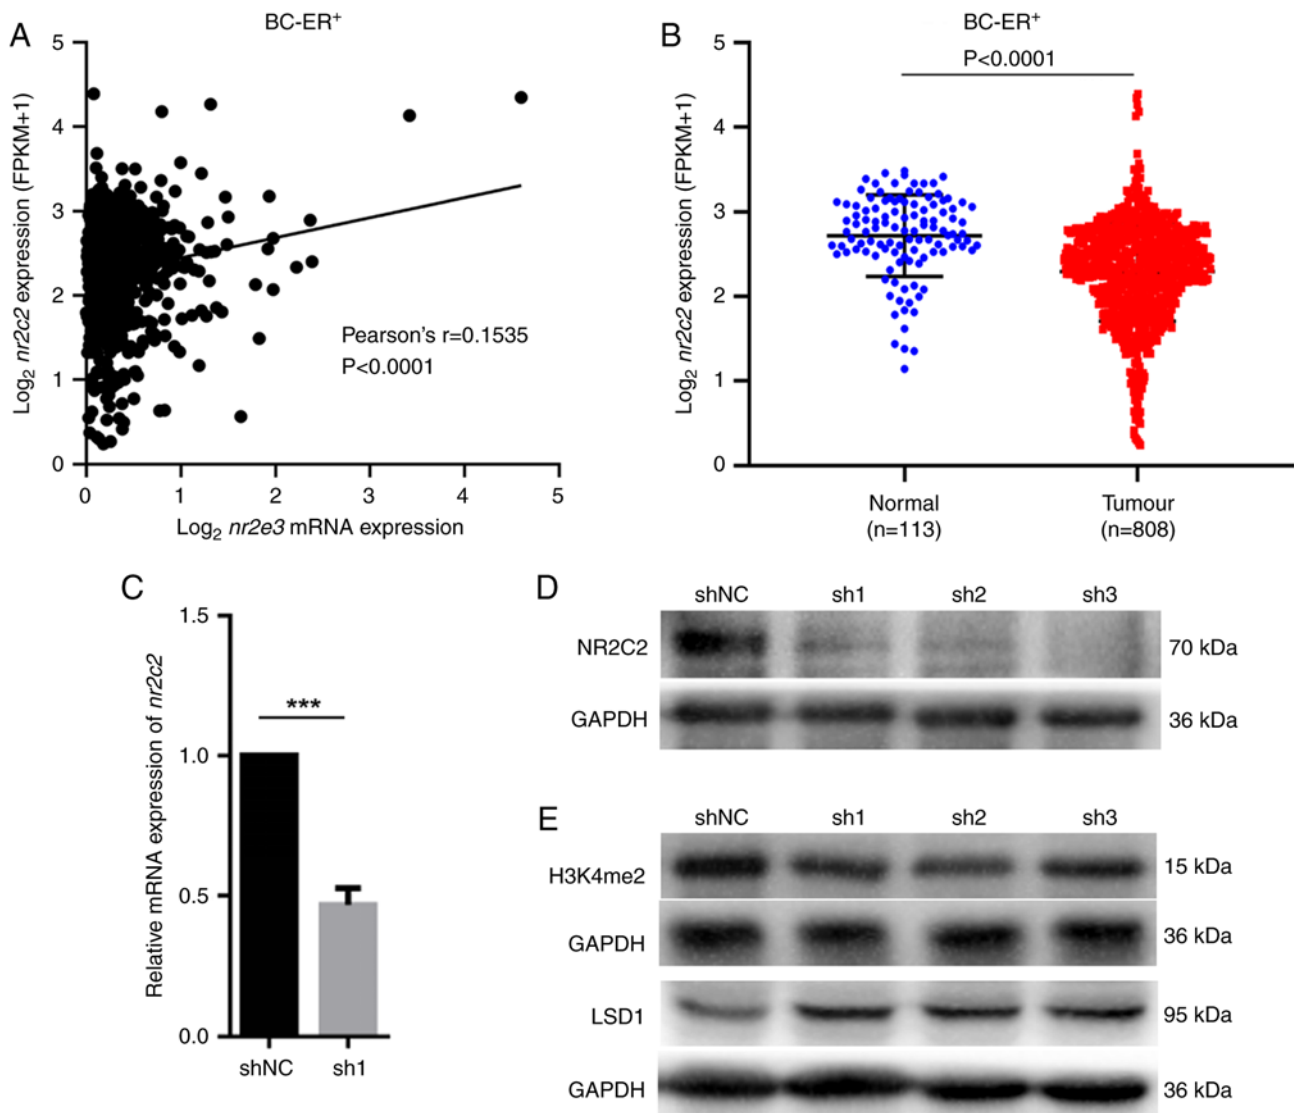 A
BC-ER⁺
Log₂ nr2c2 expression (FPKM+1)
5
4
3
2
1
0
Pearson's r=0.1535
P<0.0001
0 1 2 3 4 5
Log₂ nr2e3 mRNA expression
B
BC-ER⁺
P<0.0001
Log₂ nr2c2 expression (FPKM+1)
5
4
3
2
1
0
Normal
(n=113)
Tumour
(n=808)
C
Relative mRNA expression of nr2c2
1.5
1.0
0.5
0.0
***
shNC sh1
D
shNC sh1 sh2 sh3
NR2C2 70 kDa
GAPDH 36 kDa
E
shNC sh1 sh2 sh3
H3K4me2 15 kDa
GAPDH 36 kDa
LSD1 95 kDa
GAPDH 36 kDa